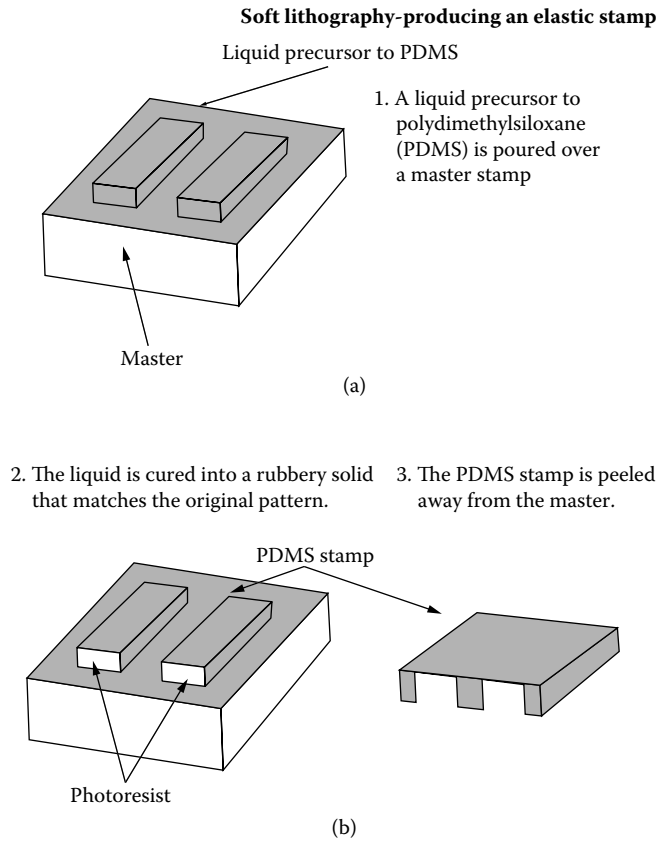 Soft lithography-producing an elastic stamp
Liquid precursor to PDMS
1. A liquid precursor to
polydimethylsiloxane
(PDMS) is poured over
a master stamp
Master
(a)
2. The liquid is cured into a rubbery solid
that matches the original pattern.
3. The PDMS stamp is peeled
away from the master.
PDMS stamp
Photoresist
(b)